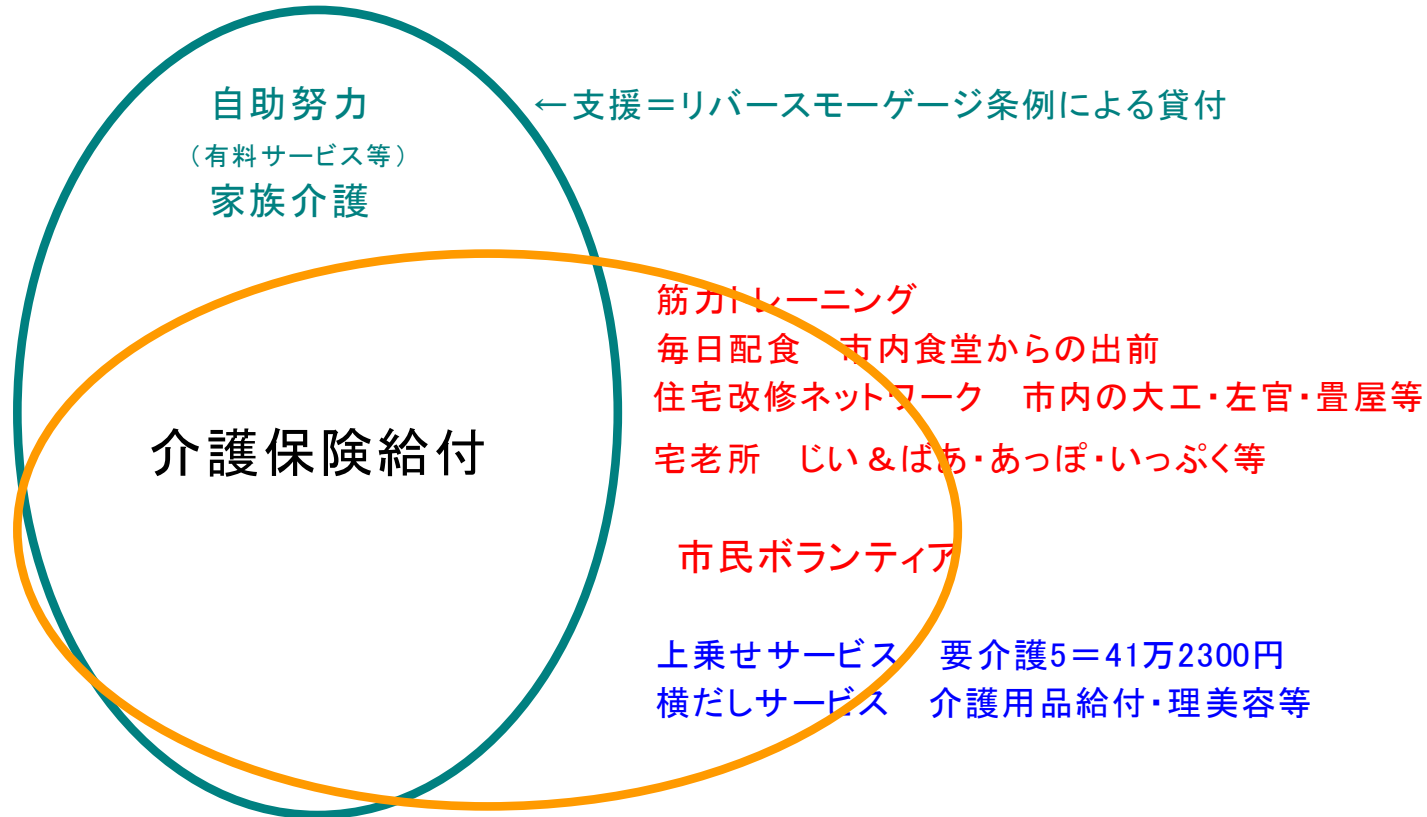 自助努力 ←支援＝リバースモーゲージ条例による貸付
（有料サービス等）
家族介護
筋力トレーニング
毎日配食　市内食堂からの出前
住宅改修ネットワーク　市内の大工・左官・畳屋等
介護保険給付
宅老所　じい＆ばあ・あっぽ・いっぷく等
市民ボランティア
上乗せサービス　要介護5＝41万2300円
横だしサービス　介護用品給付・理美容等